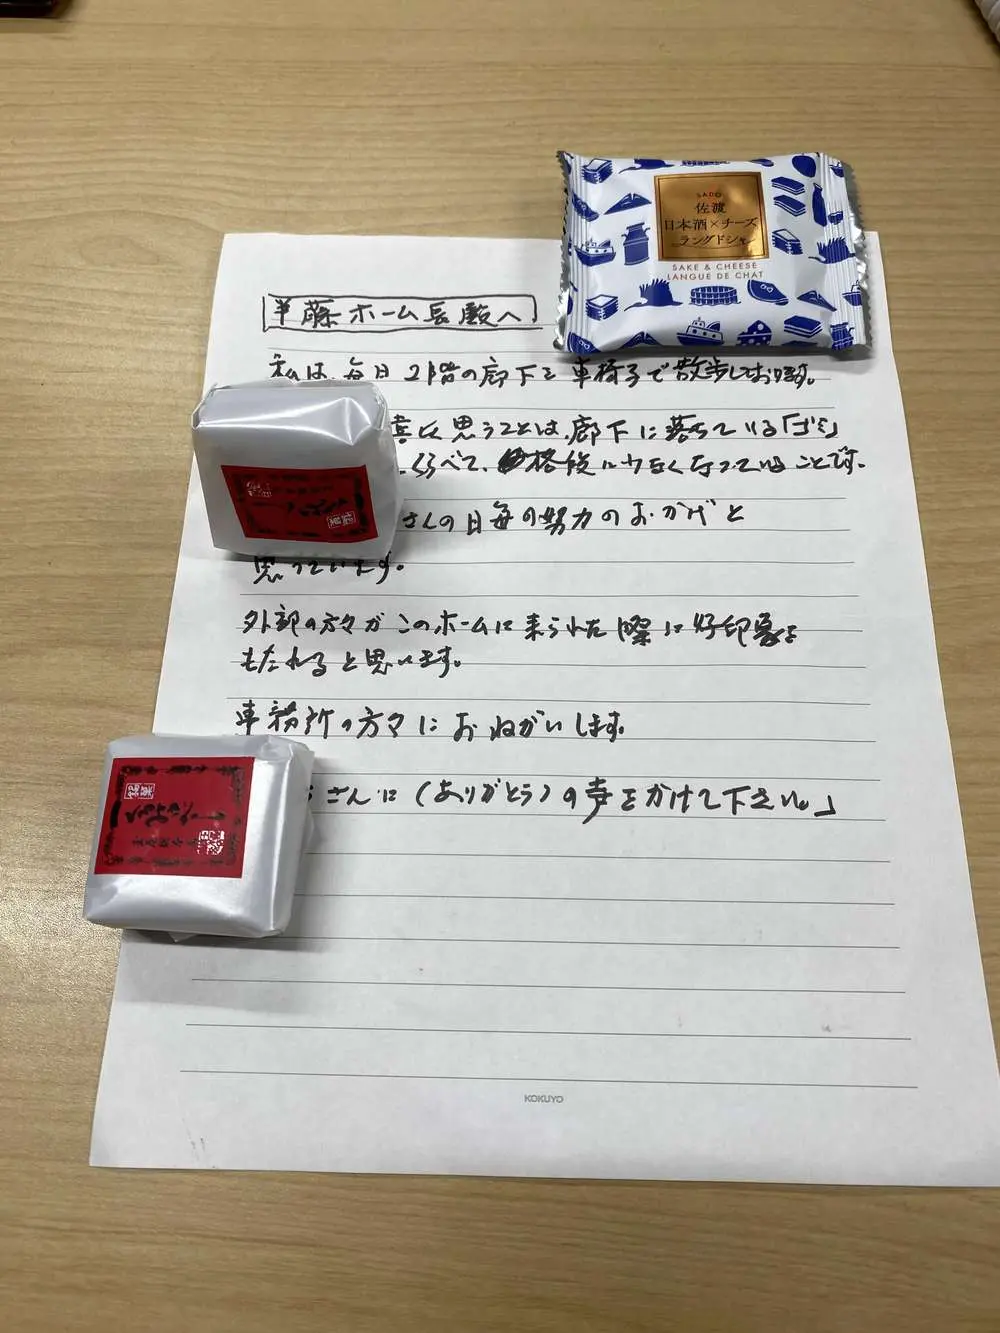 SADO
佐渡
日本酒×チーズ
ラングドシャ
SAKE & CHEESE
LANGUE DE CHAT
半藤ホーム長殿へ
私は、毎日2階の廊下を車椅子で散歩しております。
に思うことは、廊下に落ちている「ゴミ」
くらべて、格段に少なくなっていることです。
さんの日毎の努力のおかげと
思っています。
外部の方々がこのホームに来られた際に好印象を
もたれると思います。
事務所の方々におねがいします。
さんに（ありがとう）の声をかけて下さい。」
銘菓
KOKUYO